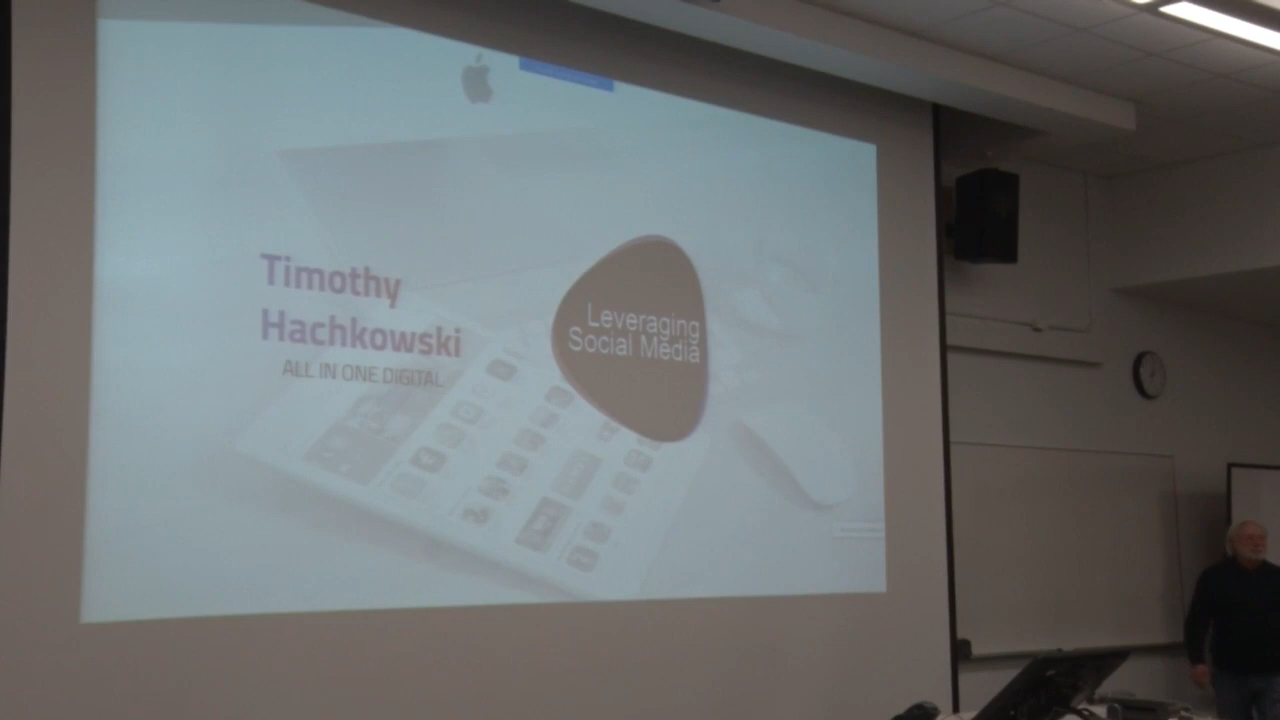 Timothy
Hachkowski
ALL IN ONE DIGITAL
Leveraging
Social Media